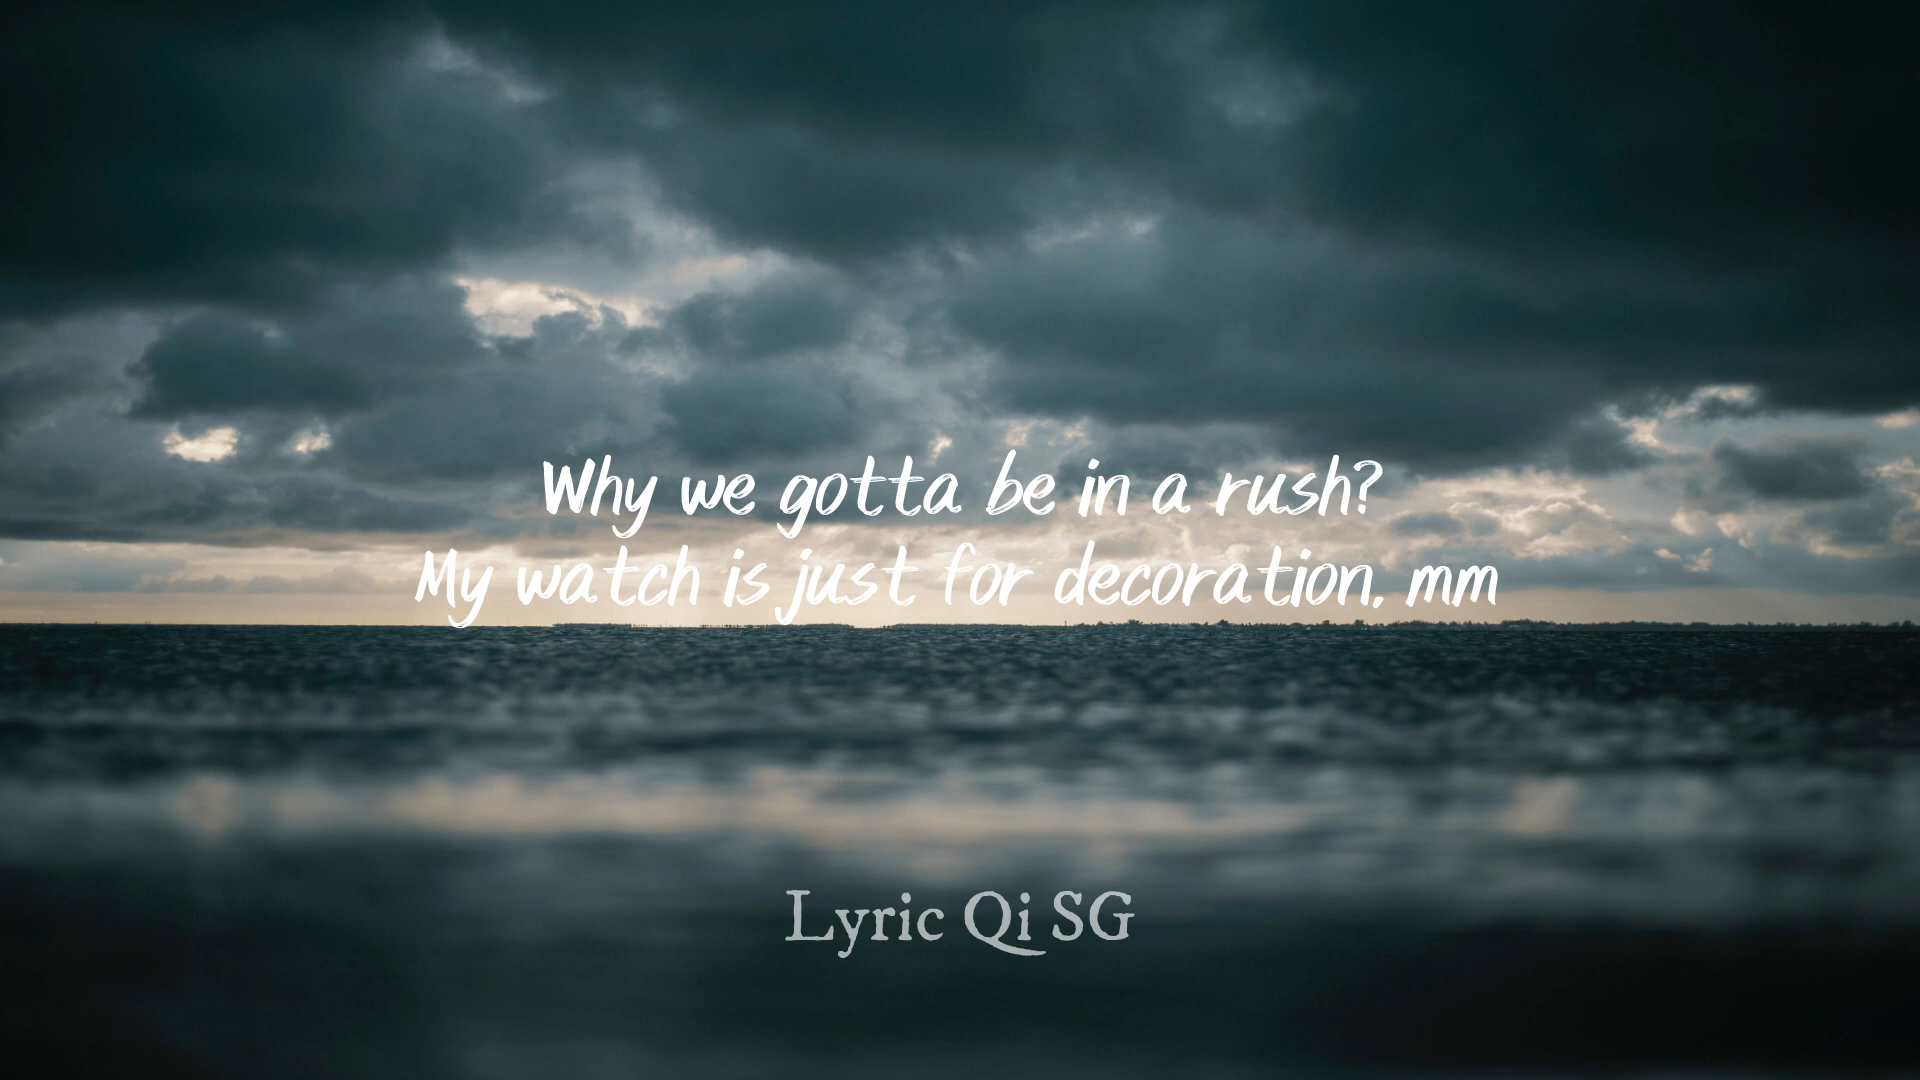 Why we gotta be in a rush?
My watch is just for decoration, mm
Lyric Qi SG